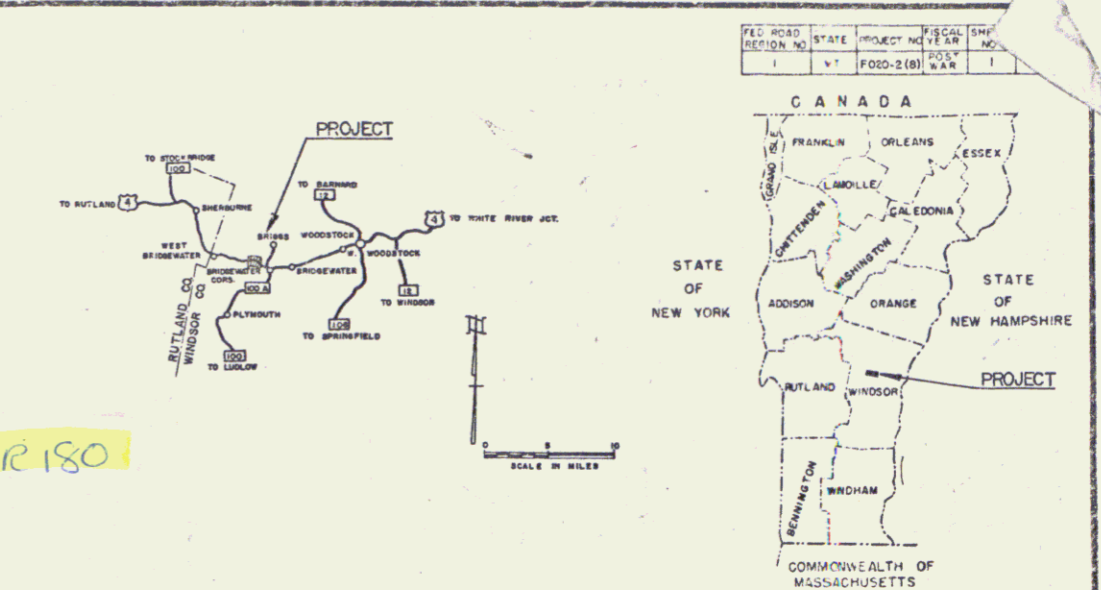 FED ROAD REGION NO
STATE
PROJECT NO
FISCAL YEAR
NO
1
VT
F020-2(8)
POST WAR
1
CANADA
GRAND ISLE
FRANKLIN
ORLEANS
ESSEX
LAMOILLE
CHITTENDEN
CALEDONIA
WASHINGTON
STATE
OF
NEW YORK
ADDISON
ORANGE
STATE
OF
NEW HAMPSHIRE
RUTLAND
WINDSOR
PROJECT
BENNINGTON
WINDHAM
COMMONWEALTH OF
MASSACHUSETTS
PROJECT
TO STOCKBRIDGE
100
TO RUTLAND 4
SHERBURNE
TO BARNARD
12
4 TO WHITE RIVER JCT.
BRIGGS
WOODSTOCK
W. WOODSTOCK
WEST
BRIDGEWATER
BRIDGEWATER
CORS.
BRIDGEWATER
100 A
12
TO WINDSOR
PLYMOUTH
106
TO SPRINGFIELD
100
TO LUDLOW
RUTLAND CO.
WINDSOR CO.
R 180
0 5 10
SCALE IN MILES